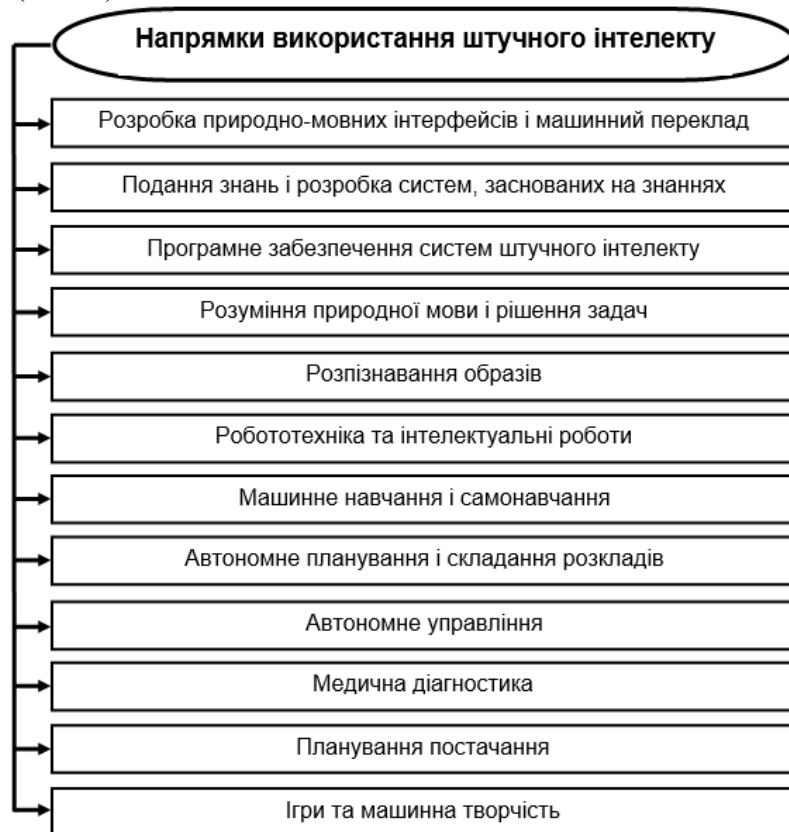 Напрямки використання штучного інтелекту
Розробка природно-мовних інтерфейсів і машинний переклад
Подання знань і розробка систем, заснованих на знаннях
Програмне забезпечення систем штучного інтелекту
Розуміння природної мови і рішення задач
Розпізнавання образів
Робототехніка та інтелектуальні роботи
Машинне навчання і самонавчання
Автономне планування і складання розкладів
Автономне управління
Медична діагностика
Планування постачання
Ігри та машинна творчість